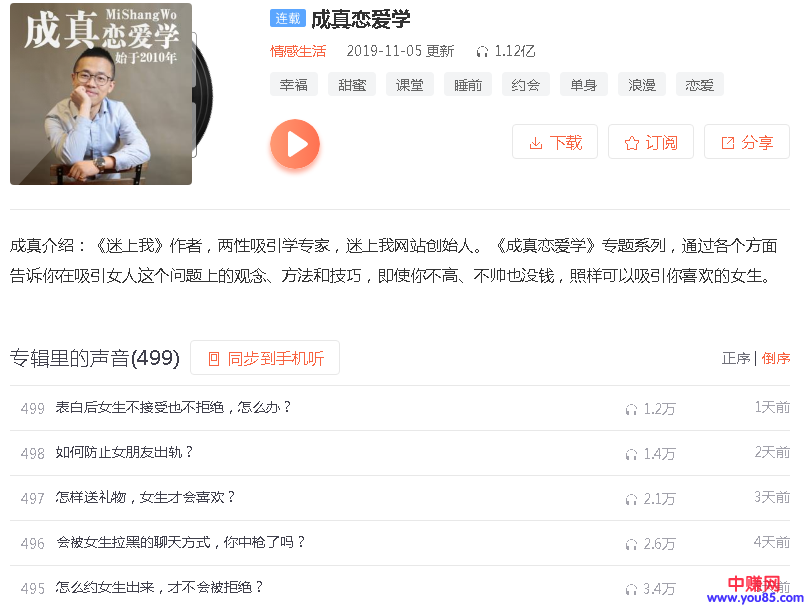 成真
恋爱学
MiShangWo
始于2010年
连载 成真恋爱学
情感生活 2019-11-05 更新 1.12亿
幸福 甜蜜 课堂 睡前 约会 单身 浪漫 恋爱
下载 订阅 分享
成真介绍：《迷上我》作者，两性吸引学专家，迷上我网站创始人。《成真恋爱学》专题系列，通过各个方面
告诉你在吸引女人这个问题上的观念、方法和技巧，即使你不高、不帅也没钱，照样可以吸引你喜欢的女生。
专辑里的声音(499) 同步到手机听 正序 | 倒序
499 表白后女生不接受也不拒绝，怎么办？ 1.2万 1天前
498 如何防止女朋友出轨？ 1.4万 2天前
497 怎样送礼物，女生才会喜欢？ 2.1万 3天前
496 会被女生拉黑的聊天方式，你中枪了吗？ 2.6万 4天前
495 怎么约女生出来，才不会被拒绝？ 3.4万 前
中赚网
www.you85.com